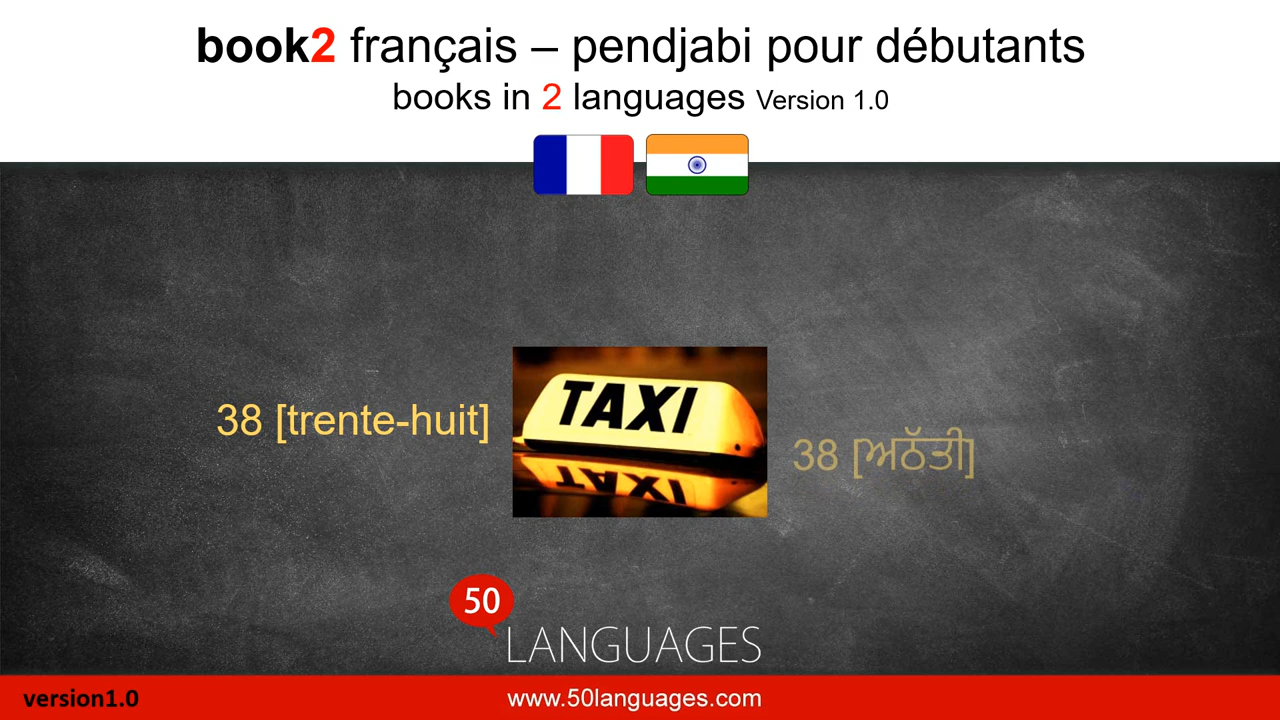 book2 français – pendjabi pour débutants
books in 2 languages Version 1.0
38 [trente-huit]
TAXI
38 [ਅਠੱਤੀ]
50
LANGUAGES
version1.0
www.50languages.com